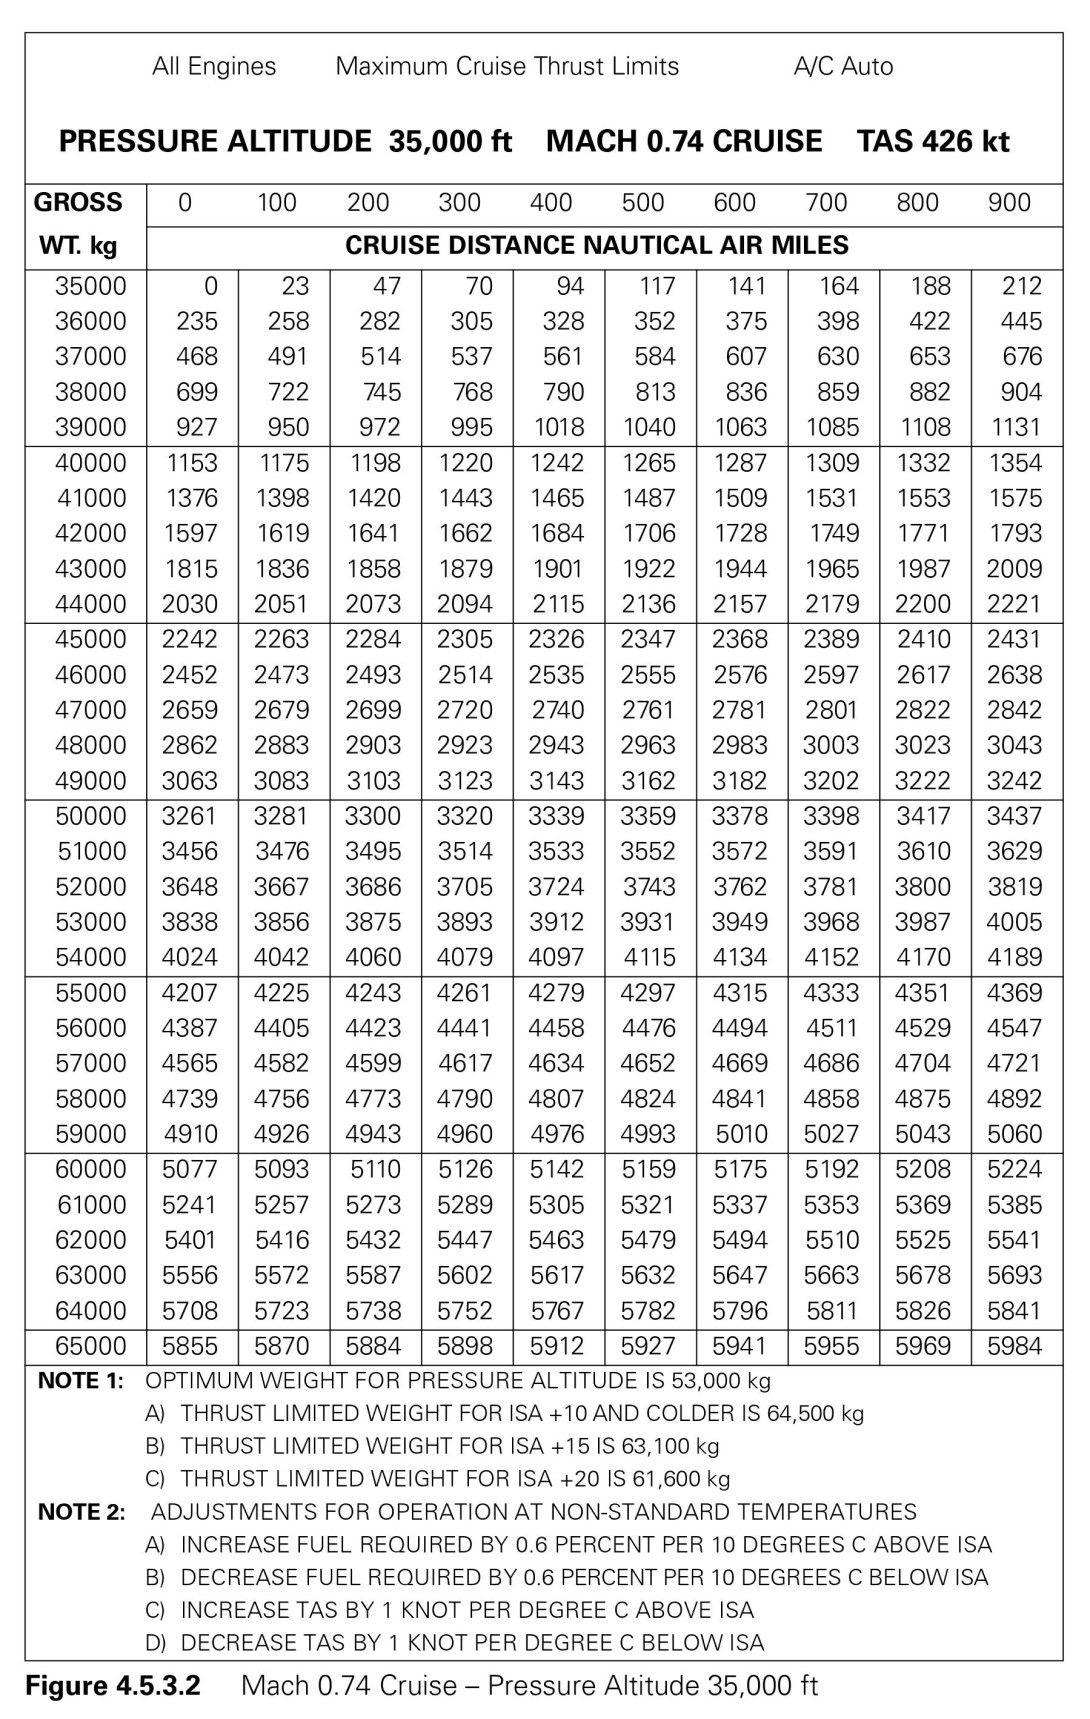 All Engines Maximum Cruise Thrust Limits A/C Auto
PRESSURE ALTITUDE 35,000 ft MACH 0.74 CRUISE TAS 426 kt
GROSS 0 100 200 300 400 500 600 700 800 900
WT. kg CRUISE DISTANCE NAUTICAL AIR MILES
35000 0 23 47 70 94 117 141 164 188 212
36000 235 258 282 305 328 352 375 398 422 445
37000 468 491 514 537 561 584 607 630 653 676
38000 699 722 745 768 790 813 836 859 882 904
39000 927 950 972 995 1018 1040 1063 1085 1108 1131
40000 1153 1175 1198 1220 1242 1265 1287 1309 1332 1354
41000 1376 1398 1420 1443 1465 1487 1509 1531 1553 1575
42000 1597 1619 1641 1662 1684 1706 1728 1749 1771 1793
43000 1815 1836 1858 1879 1901 1922 1944 1965 1987 2009
44000 2030 2051 2073 2094 2115 2136 2157 2179 2200 2221
45000 2242 2263 2284 2305 2326 2347 2368 2389 2410 2431
46000 2452 2473 2493 2514 2535 2555 2576 2597 2617 2638
47000 2659 2679 2699 2720 2740 2761 2781 2801 2822 2842
48000 2862 2883 2903 2923 2943 2963 2983 3003 3023 3043
49000 3063 3083 3103 3123 3143 3162 3182 3202 3222 3242
50000 3261 3281 3300 3320 3339 3359 3378 3398 3417 3437
51000 3456 3476 3495 3514 3533 3552 3572 3591 3610 3629
52000 3648 3667 3686 3705 3724 3743 3762 3781 3800 3819
53000 3838 3856 3875 3893 3912 3931 3949 3968 3987 4005
54000 4024 4042 4060 4079 4097 4115 4134 4152 4170 4189
55000 4207 4225 4243 4261 4279 4297 4315 4333 4351 4369
56000 4387 4405 4423 4441 4458 4476 4494 4511 4529 4547
57000 4565 4582 4599 4617 4634 4652 4669 4686 4704 4721
58000 4739 4756 4773 4790 4807 4824 4841 4858 4875 4892
59000 4910 4926 4943 4960 4976 4993 5010 5027 5043 5060
60000 5077 5093 5110 5126 5142 5159 5175 5192 5208 5224
61000 5241 5257 5273 5289 5305 5321 5337 5353 5369 5385
62000 5401 5416 5432 5447 5463 5479 5494 5510 5525 5541
63000 5556 5572 5587 5602 5617 5632 5647 5663 5678 5693
64000 5708 5723 5738 5752 5767 5782 5796 5811 5826 5841
65000 5855 5870 5884 5898 5912 5927 5941 5955 5969 5984
NOTE 1: OPTIMUM WEIGHT FOR PRESSURE ALTITUDE IS 53,000 kg
A) THRUST LIMITED WEIGHT FOR ISA +10 AND COLDER IS 64,500 kg
B) THRUST LIMITED WEIGHT FOR ISA +15 IS 63,100 kg
C) THRUST LIMITED WEIGHT FOR ISA +20 IS 61,600 kg
NOTE 2: ADJUSTMENTS FOR OPERATION AT NON-STANDARD TEMPERATURES
A) INCREASE FUEL REQUIRED BY 0.6 PERCENT PER 10 DEGREES C ABOVE ISA
B) DECREASE FUEL REQUIRED BY 0.6 PERCENT PER 10 DEGREES C BELOW ISA
C) INCREASE TAS BY 1 KNOT PER DEGREE C ABOVE ISA
D) DECREASE TAS BY 1 KNOT PER DEGREE C BELOW ISA
Figure 4.5.3.2 Mach 0.74 Cruise – Pressure Altitude 35,000 ft